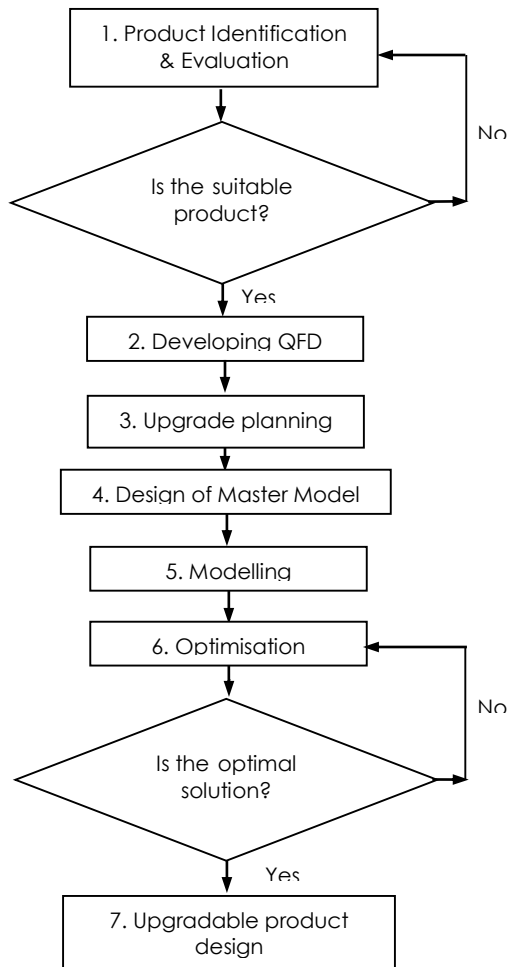 1. Product Identification
& Evaluation
No
Is the suitable
product?
Yes
2. Developing QFD
3. Upgrade planning
4. Design of Master Model
5. Modelling
6. Optimisation
No
Is the optimal
solution?
Yes
7. Upgradable product
design